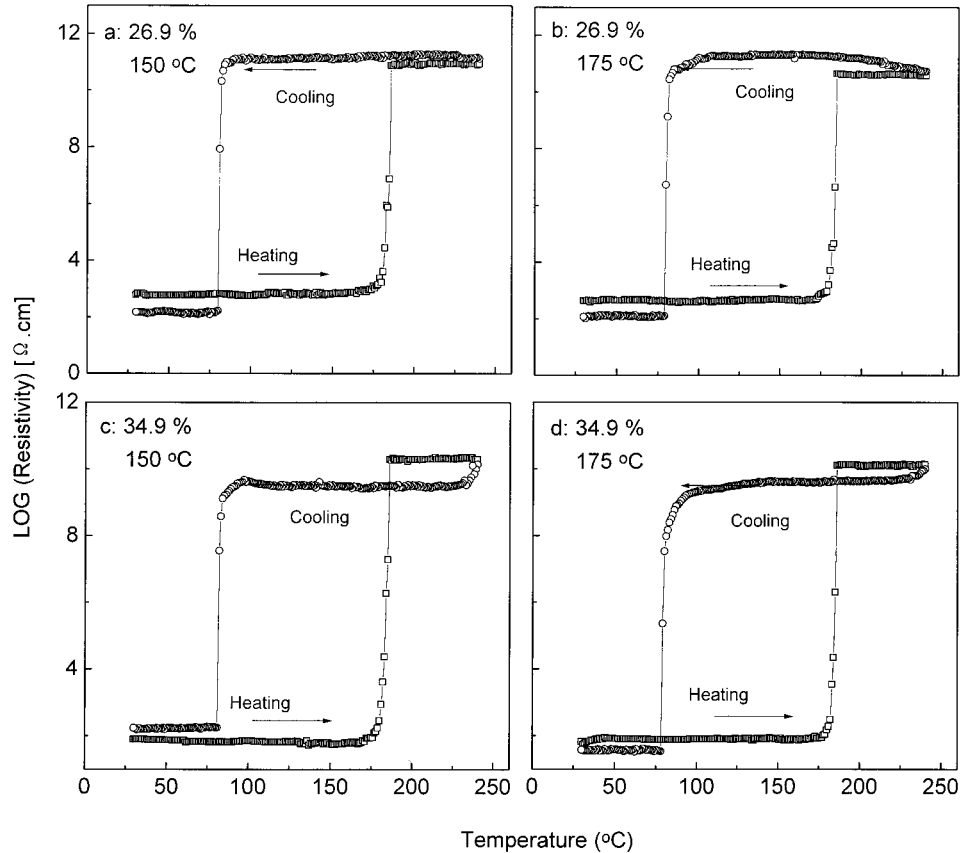 a: 26.9 %
150 ºC
Cooling
Heating
b: 26.9 %
175 ºC
Cooling
Heating
c: 34.9 %
150 ºC
Cooling
Heating
d: 34.9 %
175 ºC
Cooling
Heating
12
8
4
0
12
8
4
0 50 100 150 200 250
0 50 100 150 200 250
LOG (Resistivity) [Ω.cm]
Temperature (ºC)